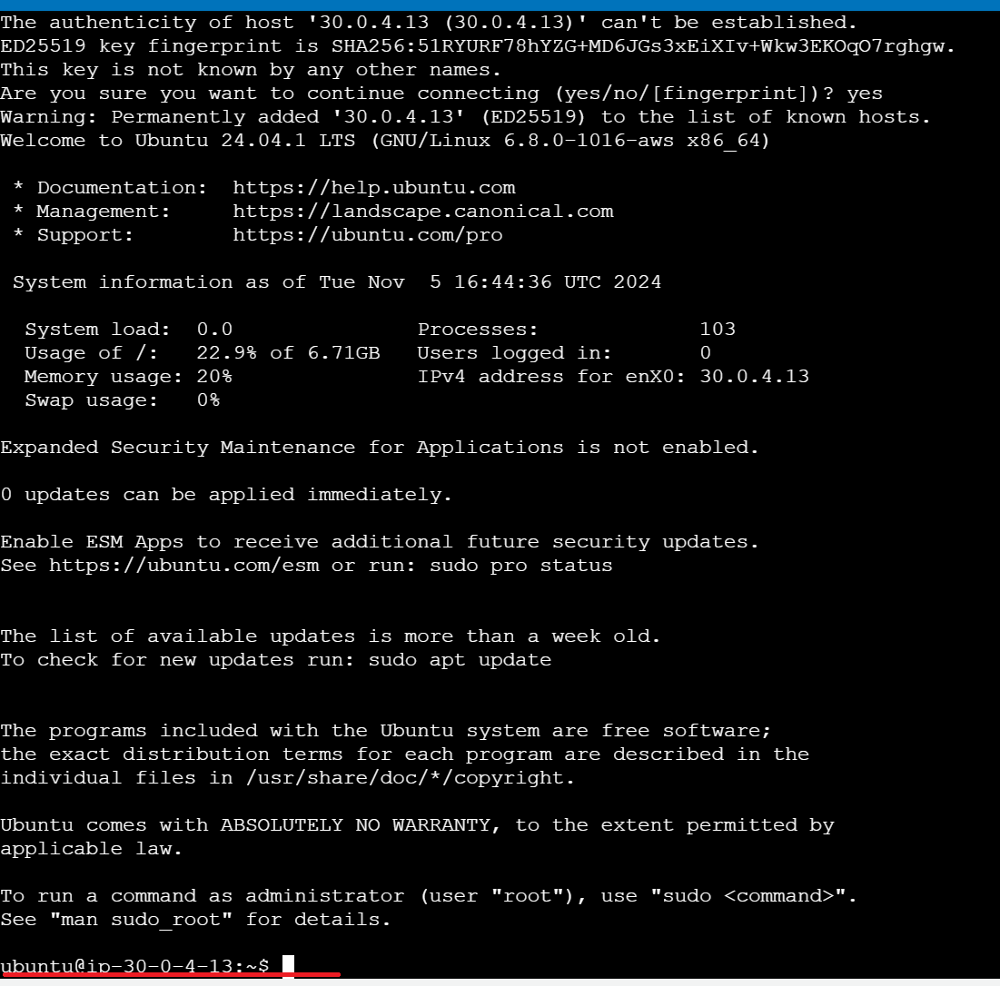 The authenticity of host '30.0.4.13 (30.0.4.13)' can't be established.
ED25519 key fingerprint is SHA256:51RYURF78hYZG+MD6JGs3xEiXIv+Wkw3EKOqO7rghgw.
This key is not known by any other names.
Are you sure you want to continue connecting (yes/no/[fingerprint])? yes
Warning: Permanently added '30.0.4.13' (ED25519) to the list of known hosts.
Welcome to Ubuntu 24.04.1 LTS (GNU/Linux 6.8.0-1016-aws x86_64)

 * Documentation:  https://help.ubuntu.com
 * Management:     https://landscape.canonical.com
 * Support:        https://ubuntu.com/pro

 System information as of Tue Nov  5 16:44:36 UTC 2024

  System load:  0.0               Processes:             103
  Usage of /:   22.9% of 6.71GB   Users logged in:       0
  Memory usage: 20%               IPv4 address for enX0: 30.0.4.13
  Swap usage:   0%

Expanded Security Maintenance for Applications is not enabled.

0 updates can be applied immediately.

Enable ESM Apps to receive additional future security updates.
See https://ubuntu.com/esm or run: sudo pro status

The list of available updates is more than a week old.
To check for new updates run: sudo apt update

The programs included with the Ubuntu system are free software;
the exact distribution terms for each program are described in the
individual files in /usr/share/doc/*/copyright.

Ubuntu comes with ABSOLUTELY NO WARRANTY, to the extent permitted by
applicable law.

To run a command as administrator (user "root"), use "sudo <command>".
See "man sudo_root" for details.

ubuntu@ip-30-0-4-13:~$